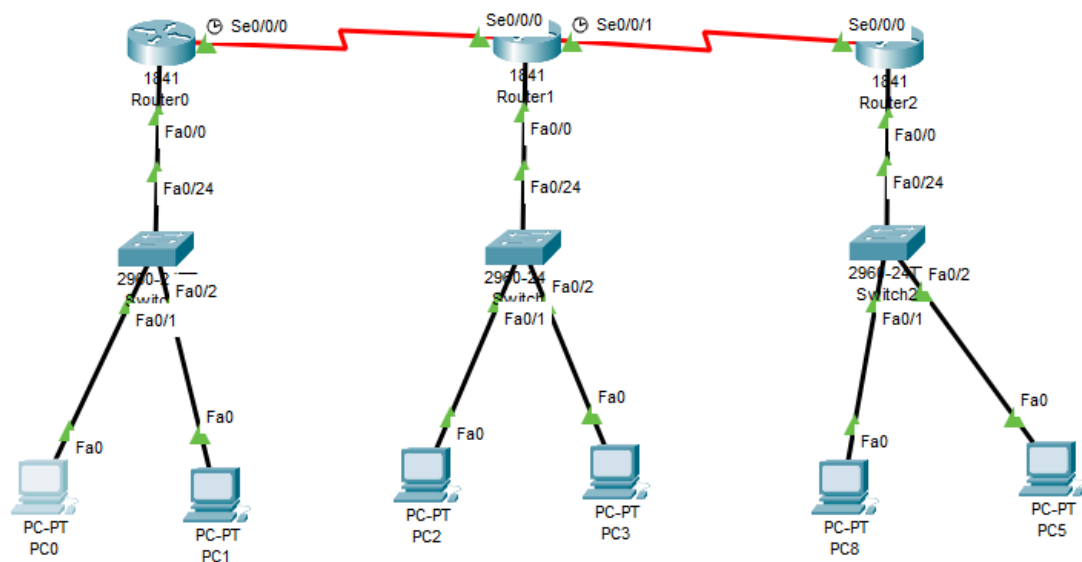 Se0/0/0
Se0/0/0
Se0/0/1
Se0/0/0
1841
Router0
1841
Router1
1841
Router2
Fa0/0
Fa0/0
Fa0/0
Fa0/24
Fa0/24
Fa0/24
Fa0/2
Fa0/1
2960-24
Fa0/2
Fa0/1
2960-24T
Switch2
Fa0/2
Fa0/1
Fa0
Fa0
Fa0
Fa0
Fa0
Fa0
PC-PT
PC0
PC-PT
PC1
PC-PT
PC2
PC-PT
PC3
PC-PT
PC8
PC-PT
PC5